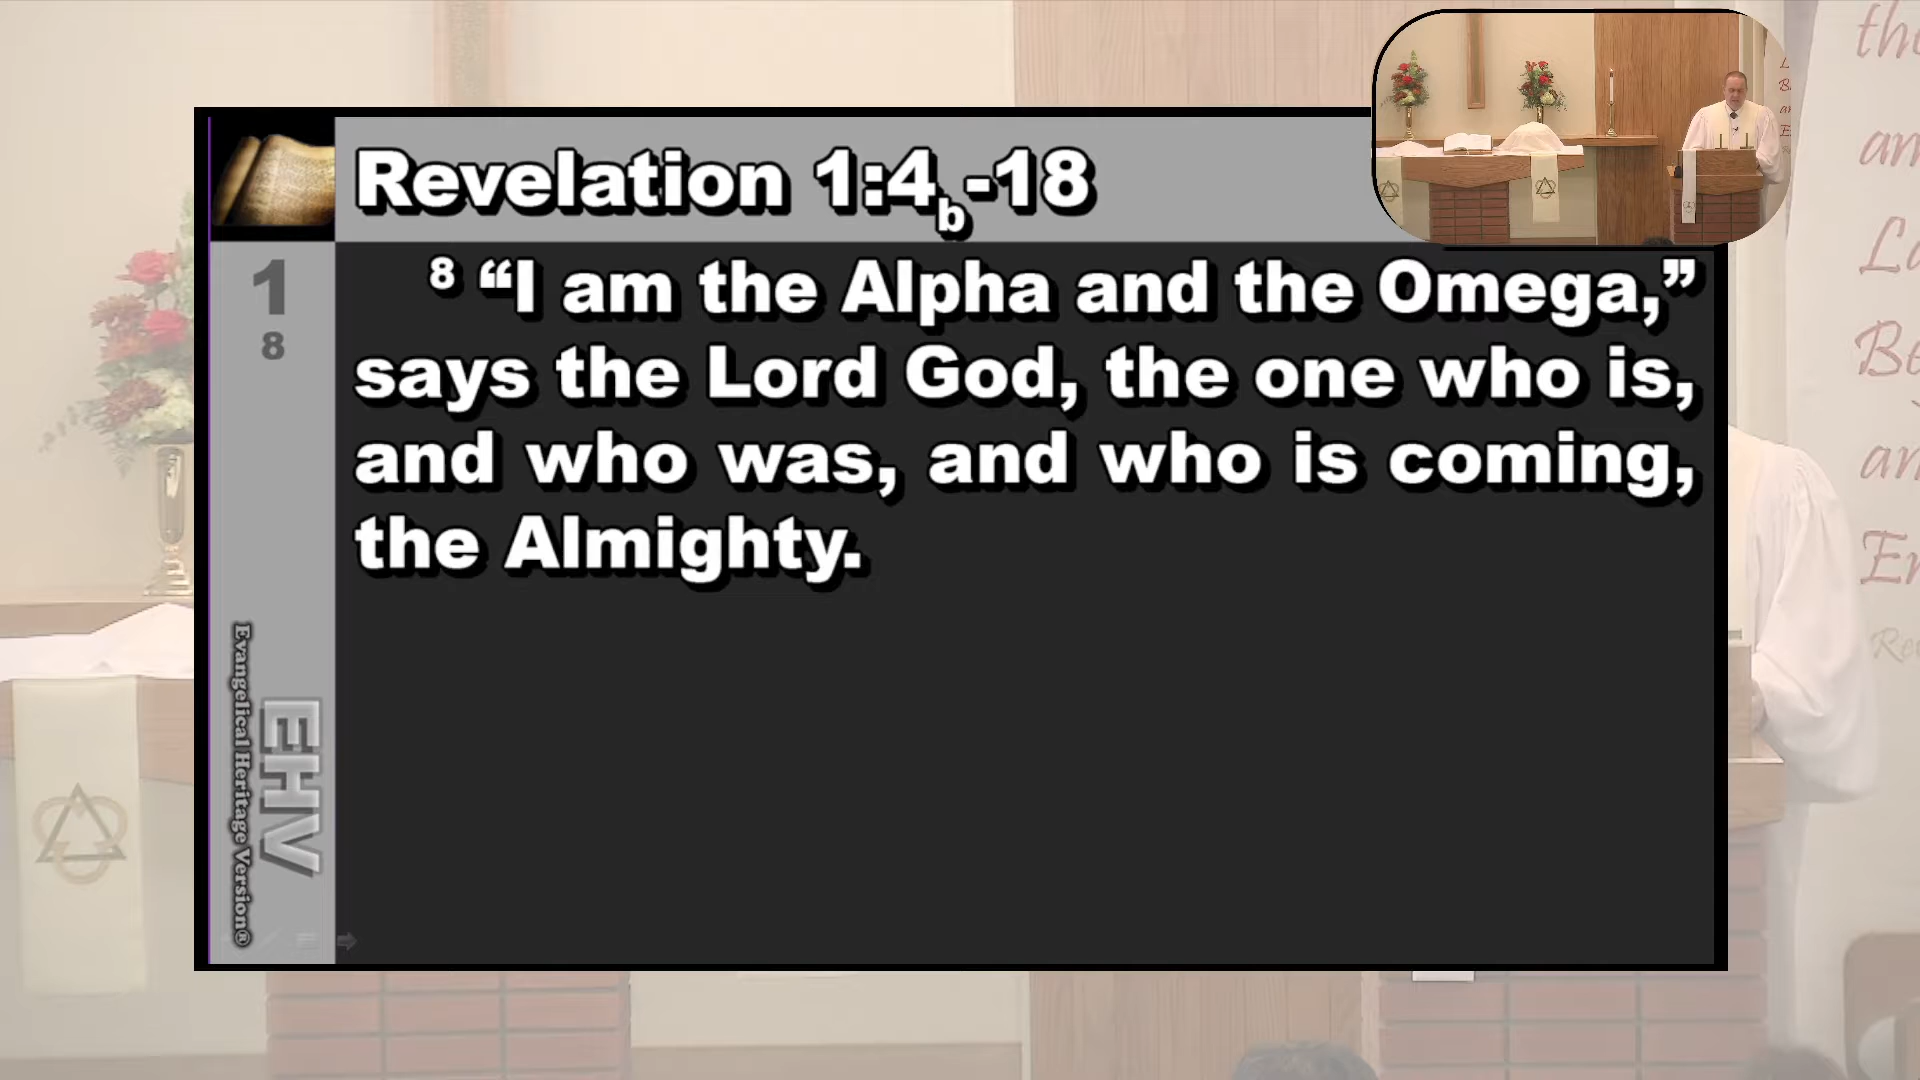 Revelation 1:4b-18
1
8
8 “I am the Alpha and the Omega,”
says the Lord God, the one who is,
and who was, and who is coming,
the Almighty.
EHV
Evangelical Heritage Version®